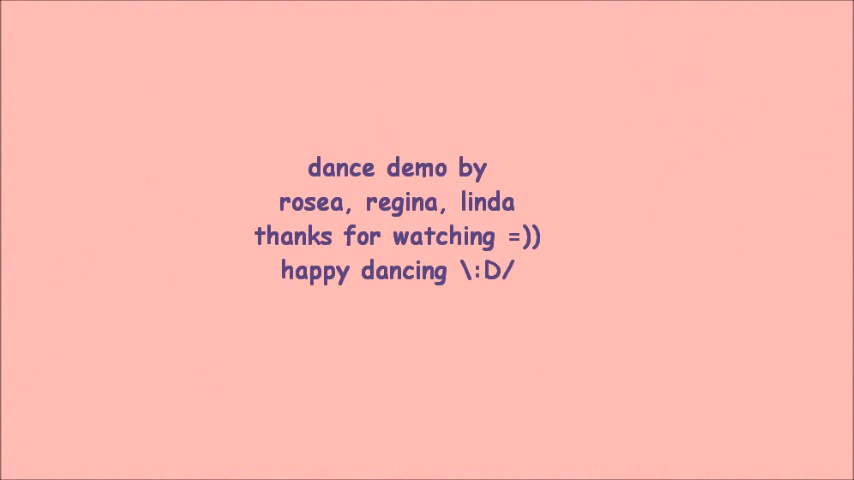 dance demo by
rosea, regina, linda
thanks for watching =))
happy dancing \:D/